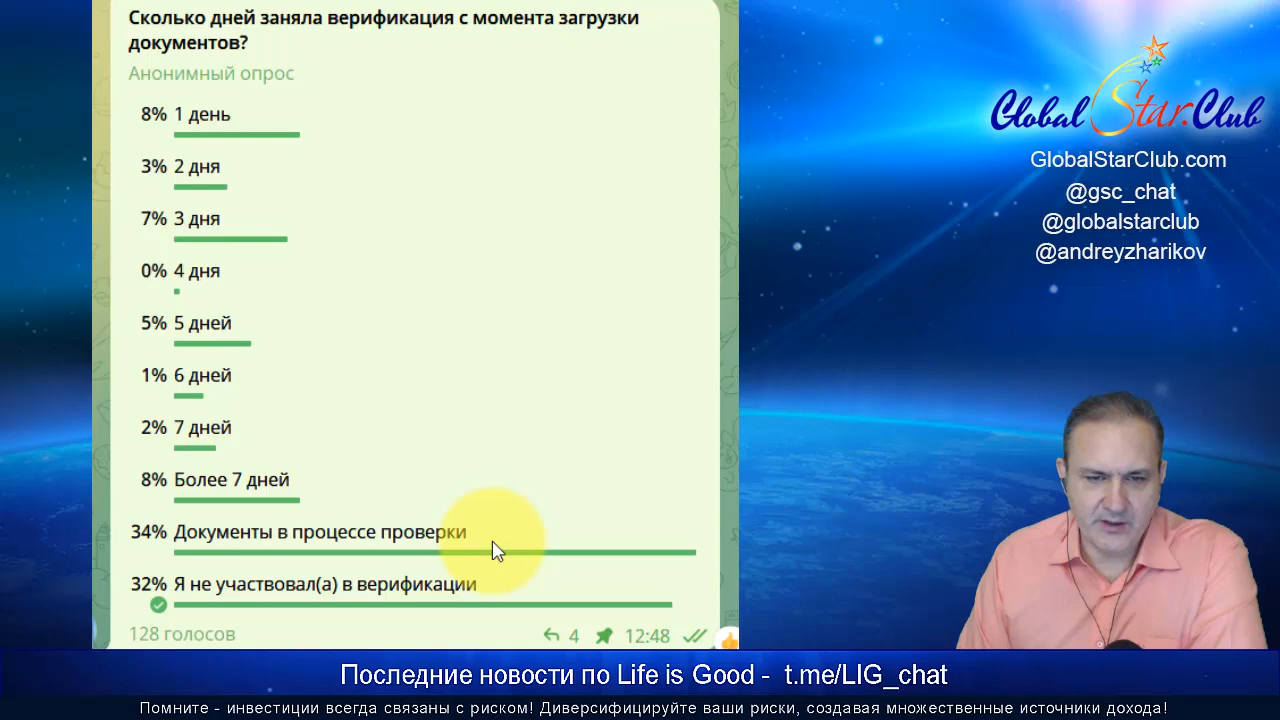 Сколько дней заняла верификация с момента загрузки
документов?
Анонимный опрос
8% 1 день
3% 2 дня
7% 3 дня
0% 4 дня
5% 5 дней
1% 6 дней
2% 7 дней
8% Более 7 дней
34% Документы в процессе проверки
32% Я не участвовал(а) в верификации
128 голосов
4
12:48
Global Star.Club
GlobalStarClub.com
@gsc_chat
@globalstarclub
@andreyzharikov
Последние новости по Life is Good - t.me/LIG_chat
Помните - инвестиции всегда связаны с риском! Диверсифицируйте ваши риски, создавая множественные источники дохода!